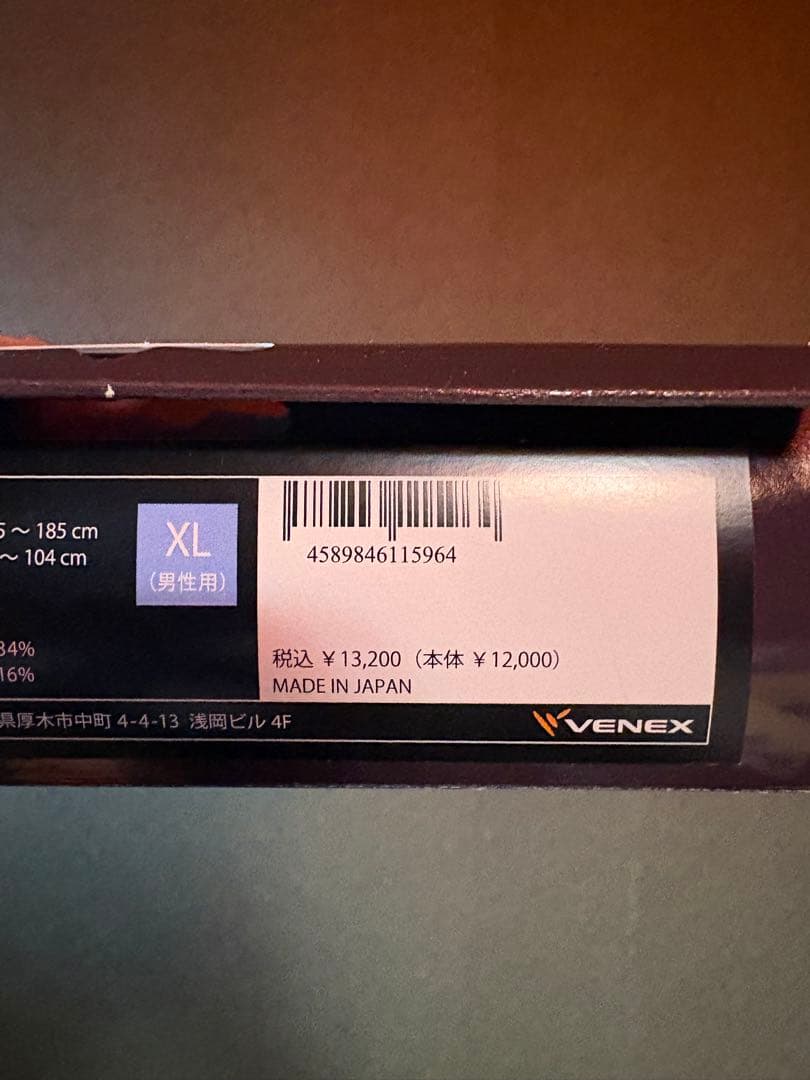 5～185 cm
～104 cm
XL
（男性用）
34%
16%
4589846115964
税込 ￥13,200（本体 ￥12,000）
MADE IN JAPAN
県厚木市中町 4-4-13 浅岡ビル 4F
VENEX